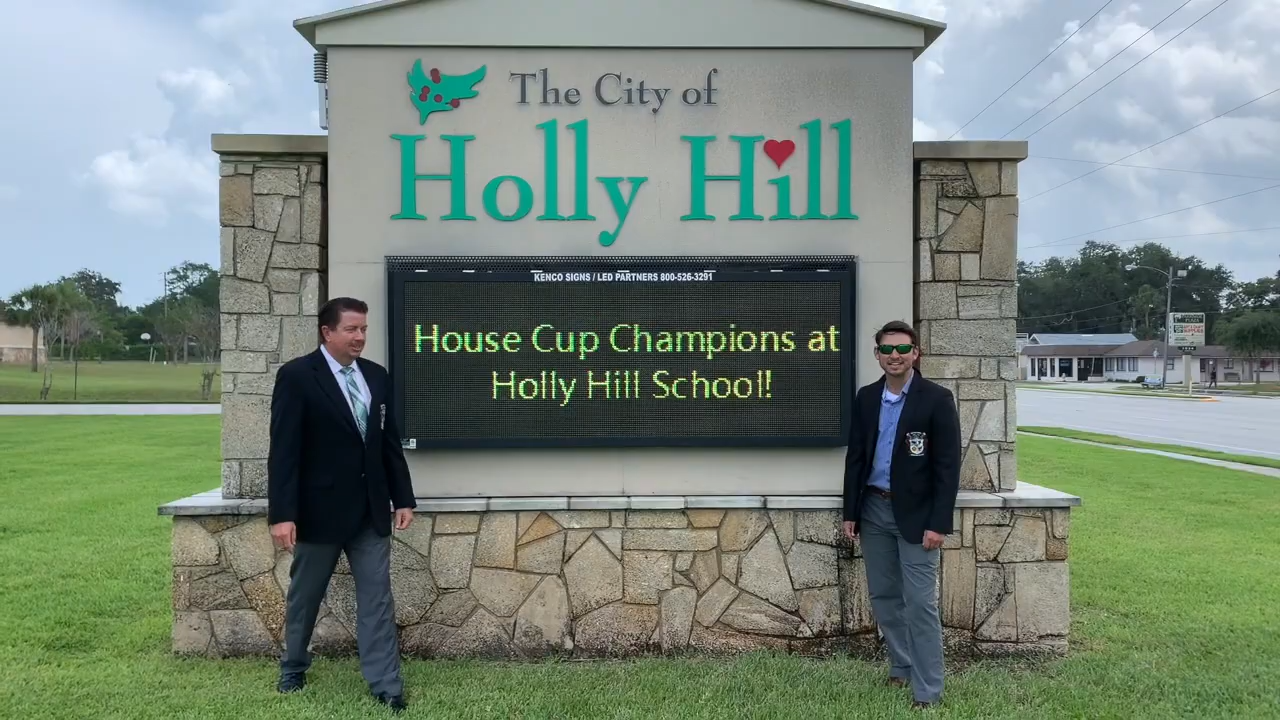 The City of
Holly Hill
KENCO SIGNS / LED PARTNERS 800-526-3291
House Cup Champions at
Holly Hill School!